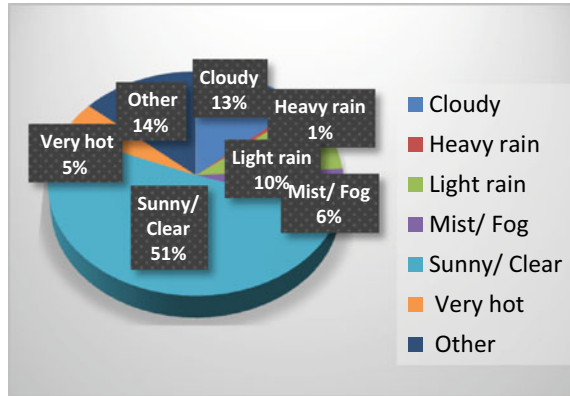 Cloudy
13%
Heavy rain
1%
Light rain
10%
Mist/ Fog
6%
Sunny/
Clear
51%
Very hot
5%
Other
14%
Cloudy
Heavy rain
Light rain
Mist/ Fog
Sunny/ Clear
Very hot
Other